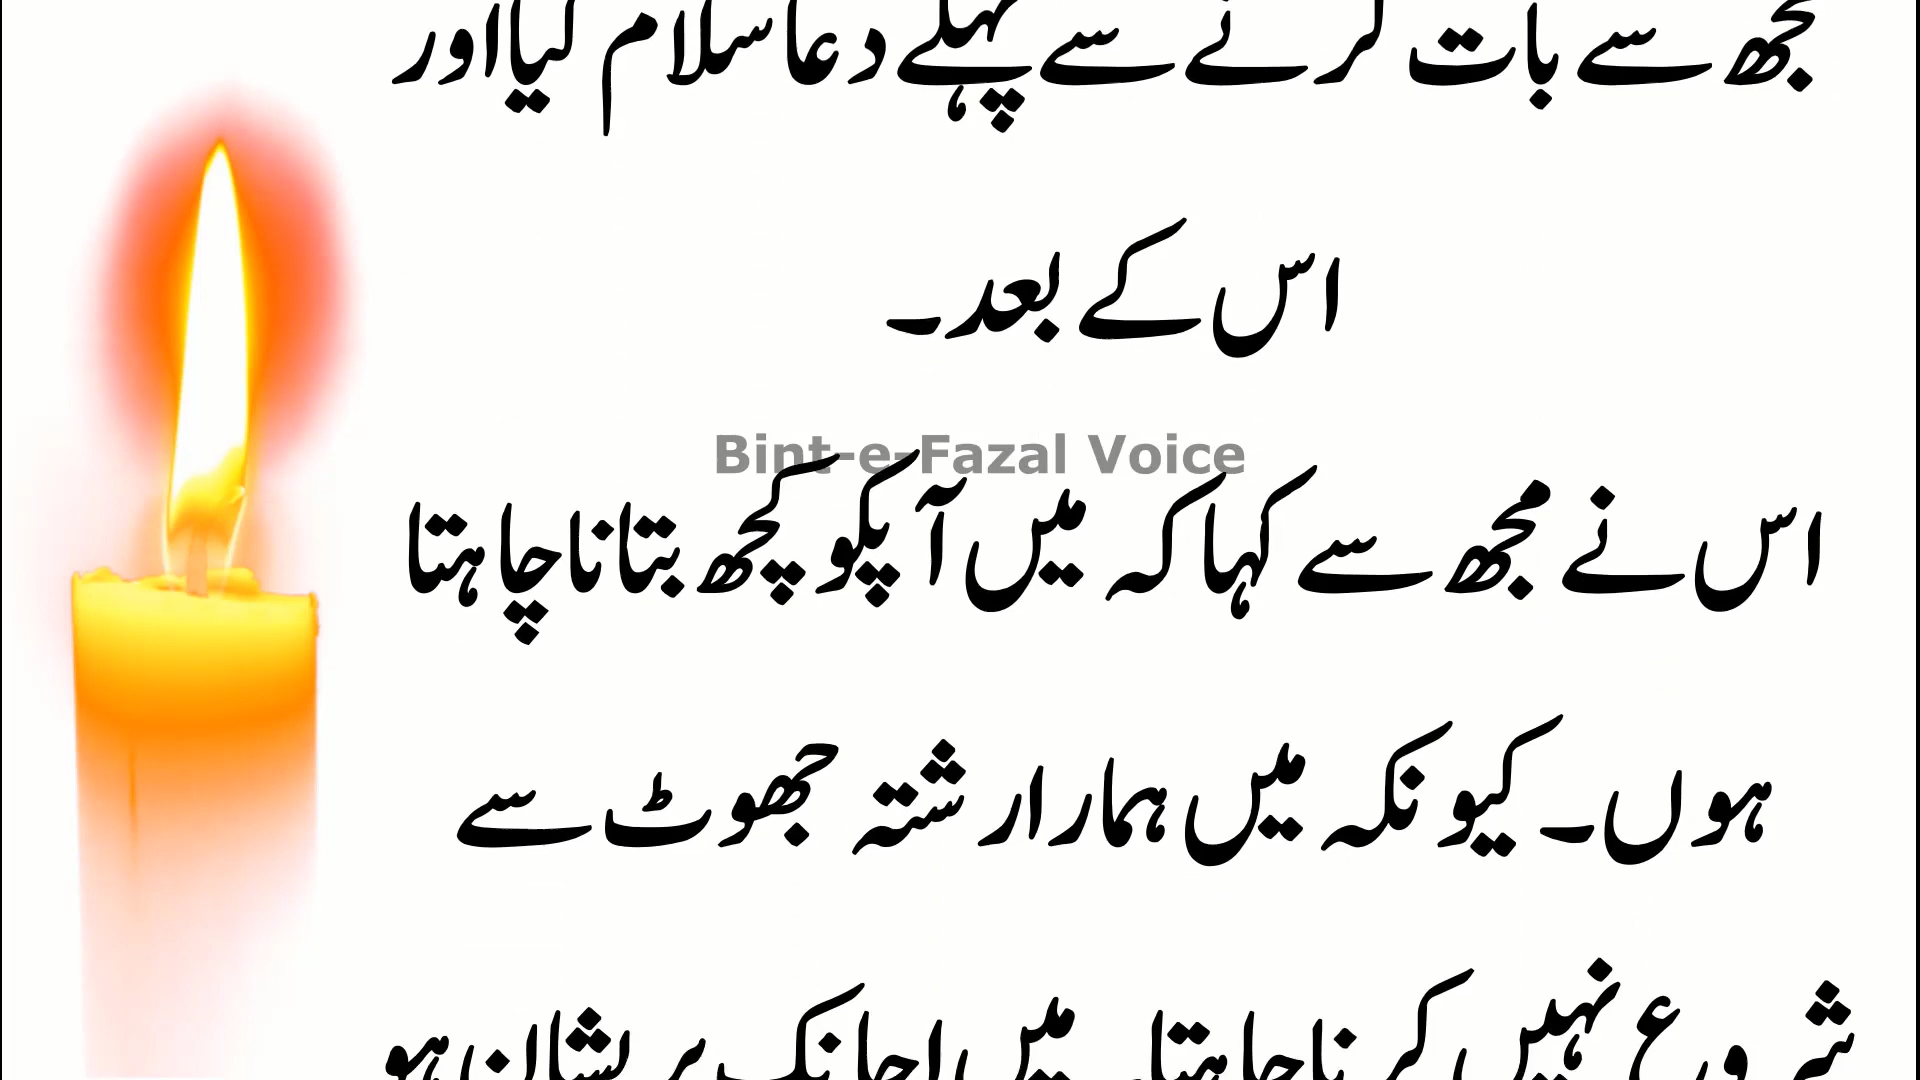 مجھ سے بات کرنے سے پہلے دعا سلام کیا اور
اس کے بعد۔
Bint-e-Fazal Voice
اس نے مجھ سے کہا کہ میں آپکو کچھ بتانا چاہتا
ہوں۔ کیونکہ میں ہمارا رشتہ جھوٹ سے
شروع نہیں کرنا چاہتا۔ میں اچانک پریشان ہو